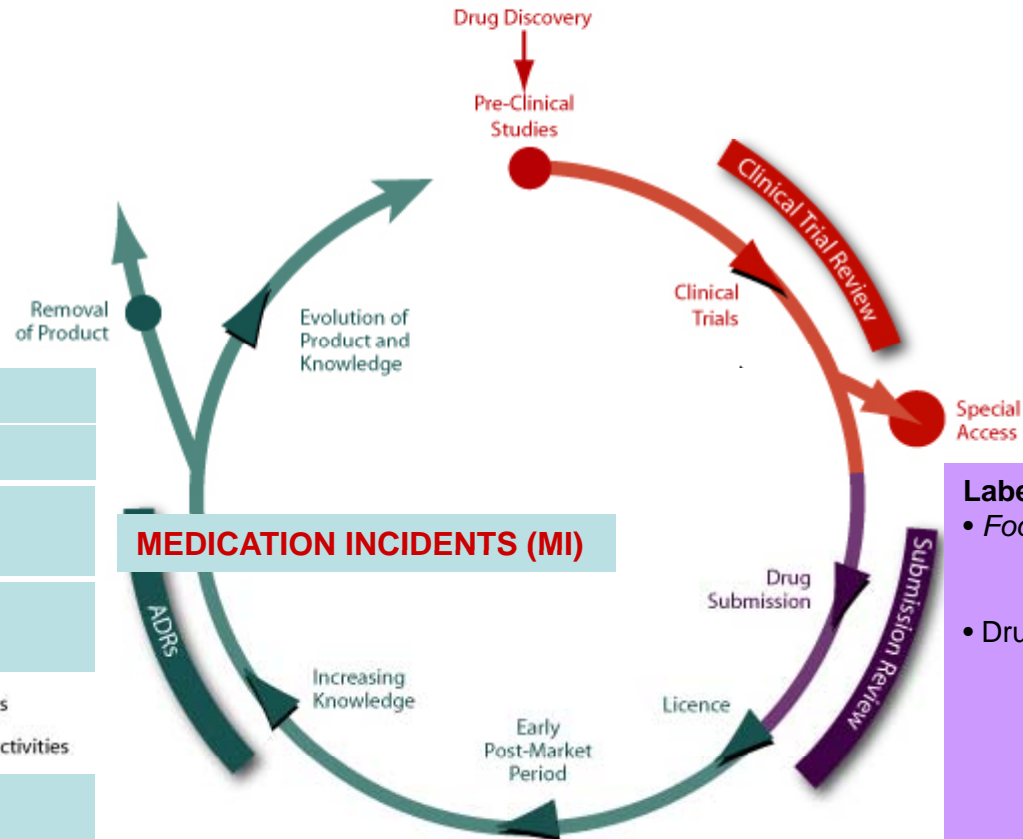 Drug Discovery
Pre-Clinical
Studies
Clinical Trial Review
Clinical
Trials
Special
Access
Removal
of Product
Evolution of
Product and
Knowledge
MEDICATION INCIDENTS (MI)
Drug
Submission
Submission Review
ADRs
Increasing
Knowledge
Licence
Early
Post-Market
Period
s
ctivities
Labe
• Foo
• Dru